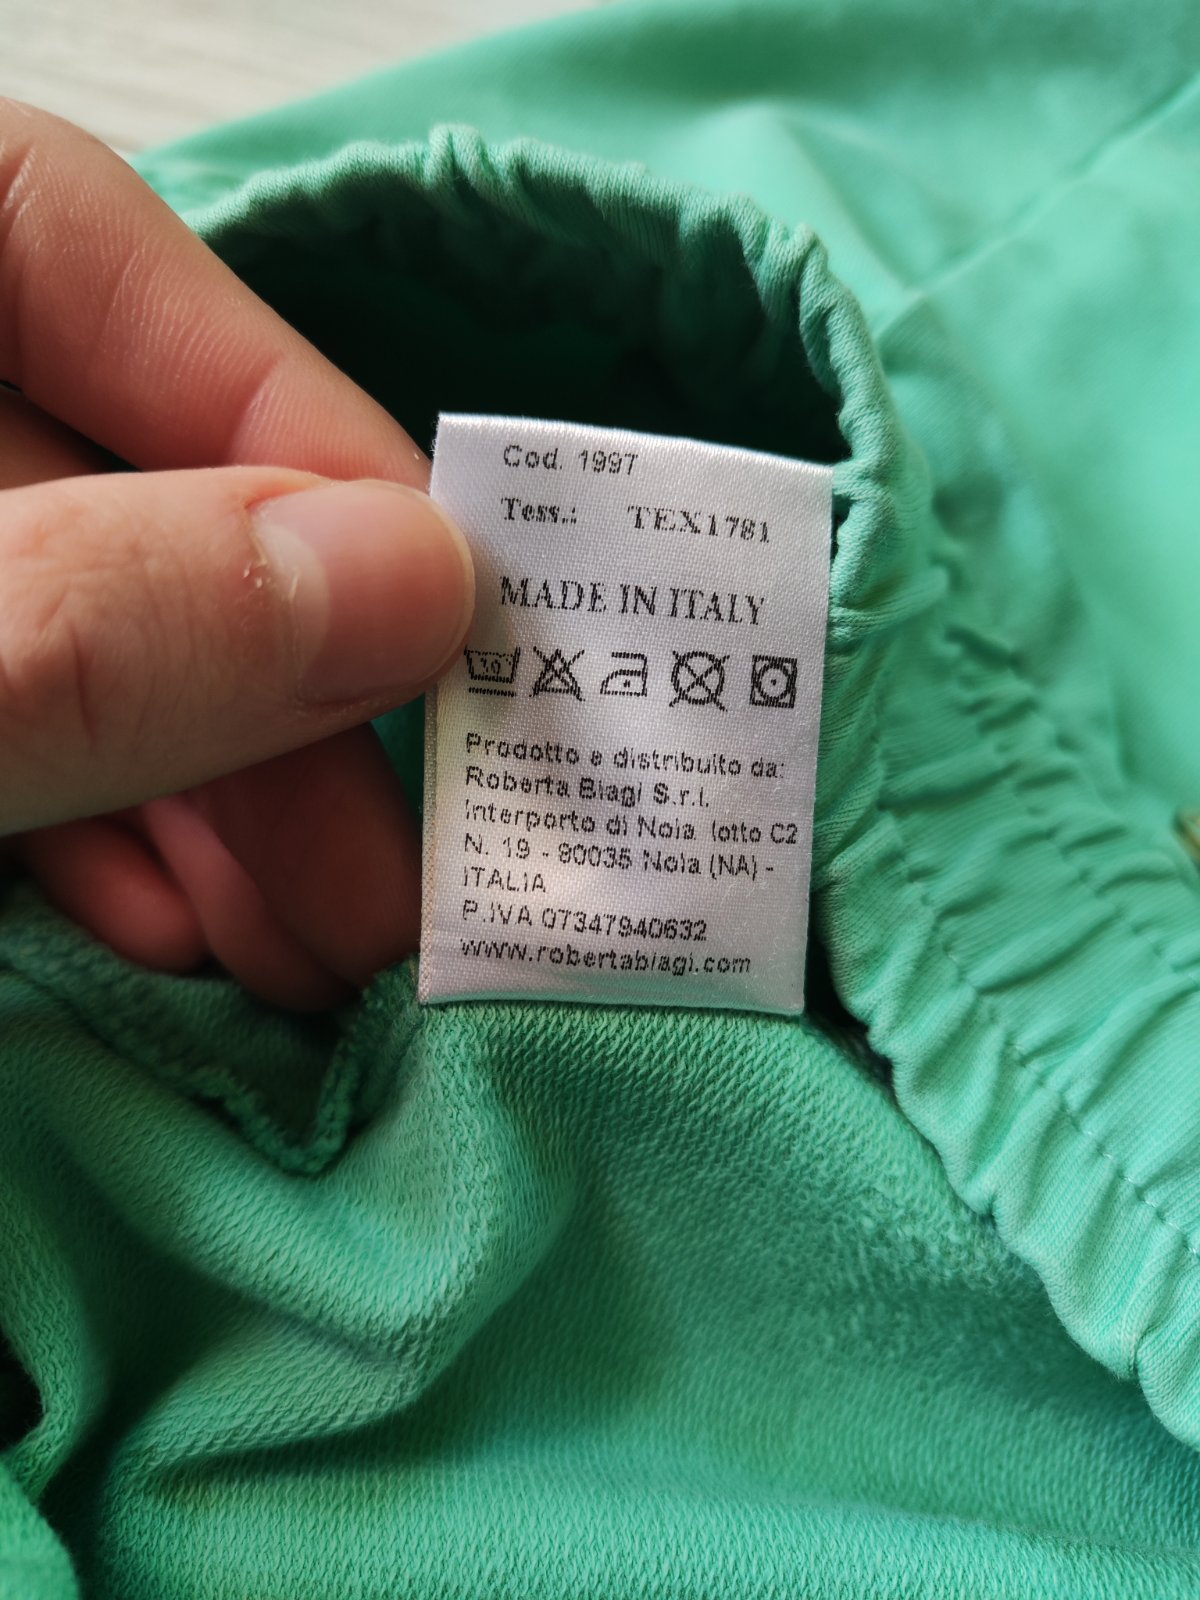 Cod. 1997
Tess.: TEX1781
MADE IN ITALY
30
Prodotto e distribuito da:
Roberta Biagi S.r.l.
Interporto di Nola lotto C2
N. 19 - 80035 Nola (NA) -
ITALIA
P.IVA 07347940632
www.robertabiagi.com